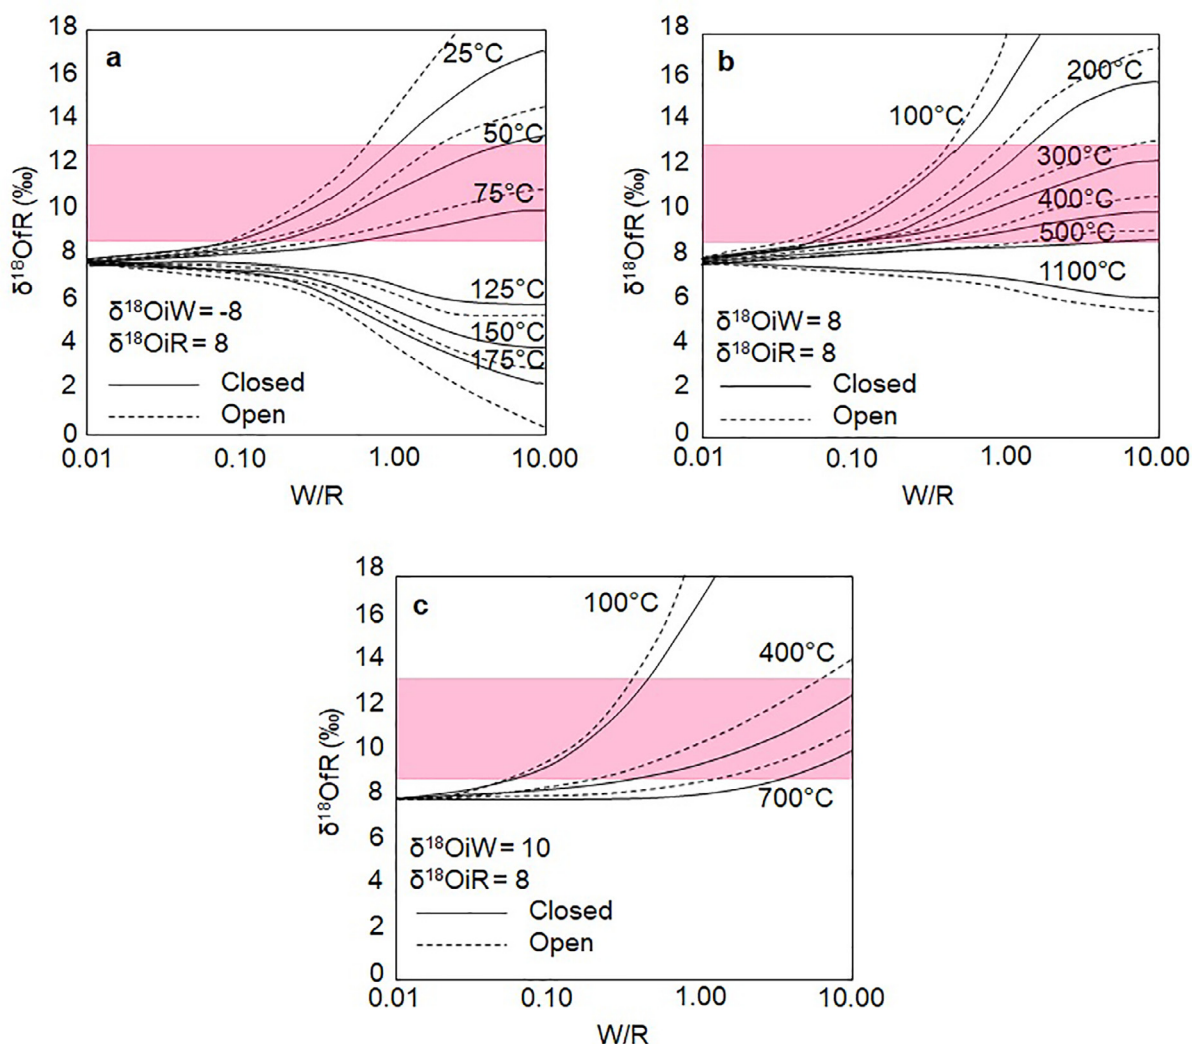 a
18
16
14
12
10
8
6
4
2
0
δ¹⁸OfR (‰)
25°C
50°C
75°C
125°C
150°C
175°C
δ¹⁸OiW = -8
δ¹⁸OiR = 8
Closed
Open
0.01 0.10 1.00 10.00
W/R
b
18
16
14
12
10
8
6
4
2
0
δ¹⁸OfR (‰)
100°C
200°C
300°C
400°C
500°C
1100°C
δ¹⁸OiW = 8
δ¹⁸OiR = 8
Closed
Open
0.01 0.10 1.00 10.00
W/R
c
18
16
14
12
10
8
6
4
2
0
δ¹⁸OfR (‰)
100°C
400°C
700°C
δ¹⁸OiW = 10
δ¹⁸OiR = 8
Closed
Open
0.01 0.10 1.00 10.00
W/R